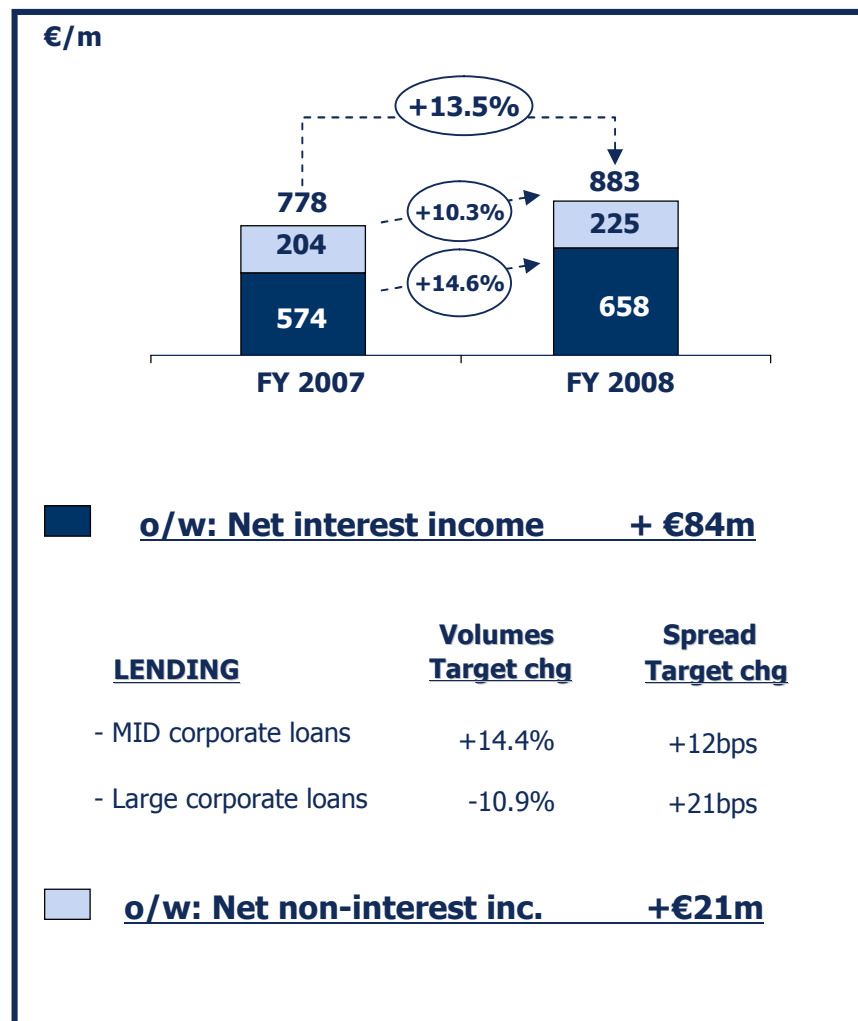 €/m
+13.5%
778
883
204
+10.3%
225
574
+14.6%
658
FY 2007
FY 2008
o/w: Net interest income + €84m
Volumes Spread
LENDING Target chg Target chg
- MID corporate loans +14.4% +12bps
- Large corporate loans -10.9% +21bps
o/w: Net non-interest inc. +€21m